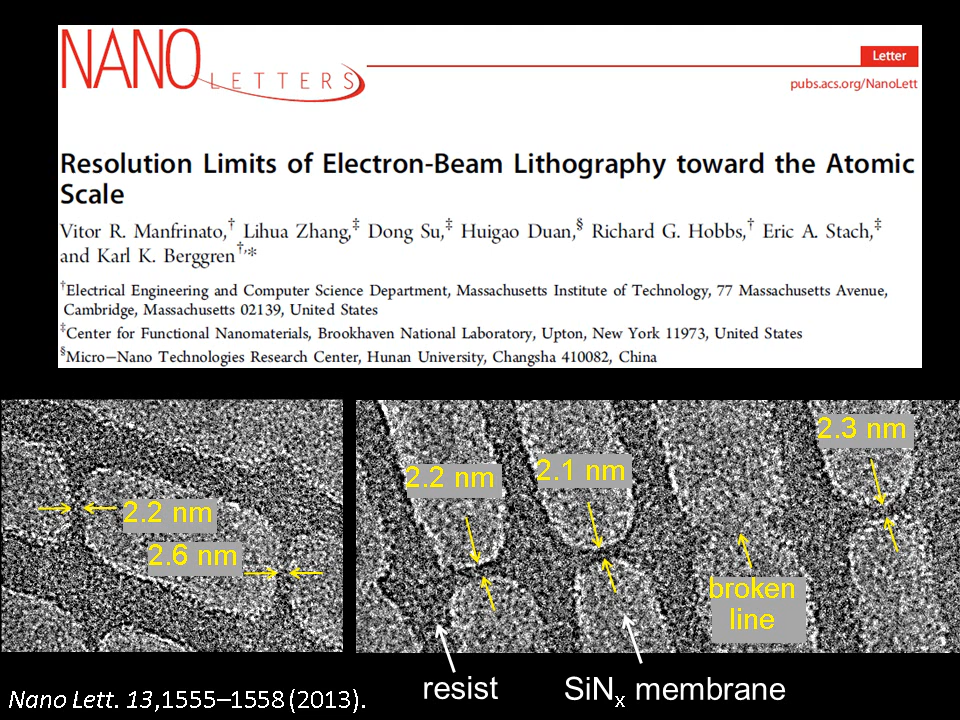 NANO LETTERS
Letter
pubs.acs.org/NanoLett
Resolution Limits of Electron-Beam Lithography toward the Atomic
Scale
Vitor R. Manfrinato,† Lihua Zhang,‡ Dong Su,‡ Huigao Duan,§ Richard G. Hobbs,† Eric A. Stach,‡
and Karl K. Berggren†,*
†Electrical Engineering and Computer Science Department, Massachusetts Institute of Technology, 77 Massachusetts Avenue,
Cambridge, Massachusetts 02139, United States
‡Center for Functional Nanomaterials, Brookhaven National Laboratory, Upton, New York 11973, United States
§Micro−Nano Technologies Research Center, Hunan University, Changsha 410082, China
2.2 nm
2.6 nm
2.2 nm
2.1 nm
2.3 nm
broken
line
resist
SiNx membrane
Nano Lett. 13,1555–1558 (2013).